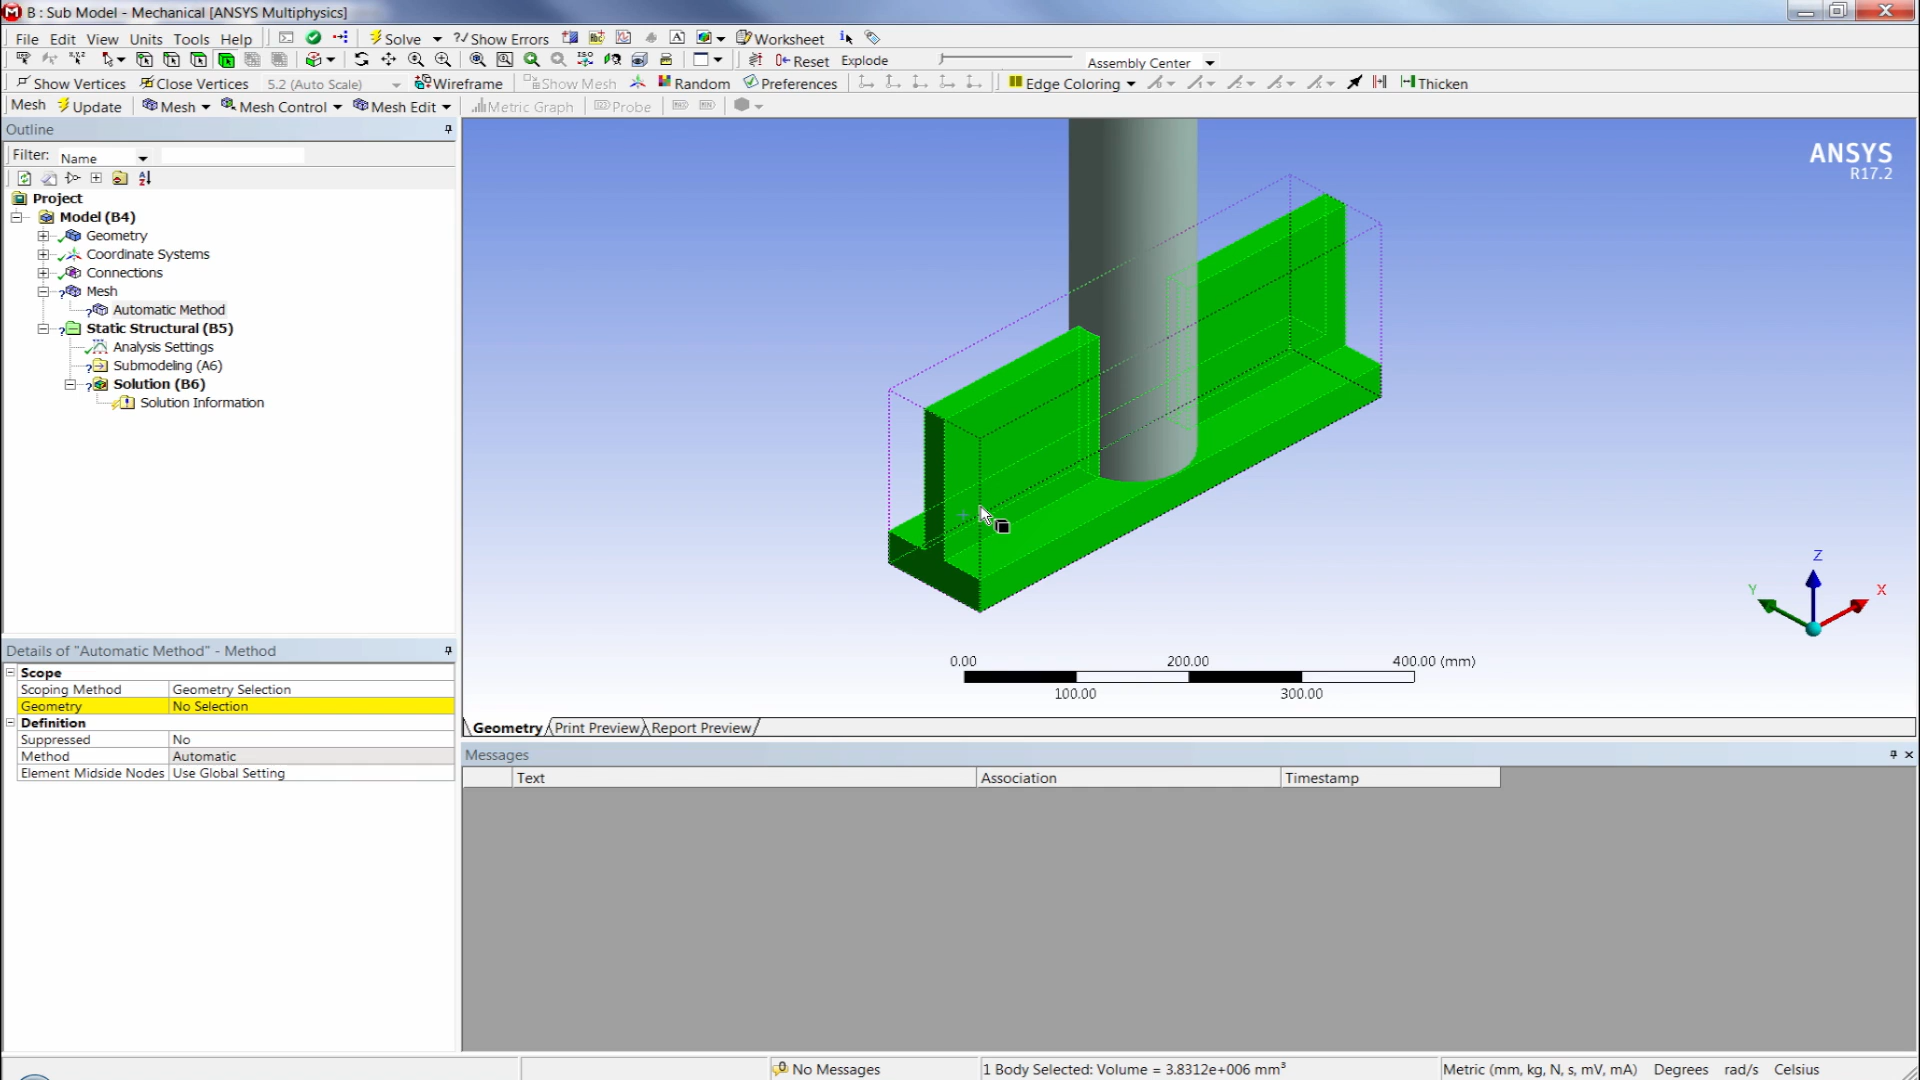 B : Sub Model - Mechanical [ANSYS Multiphysics]
File Edit View Units Tools Help Solve Show Errors Worksheet
Reset Explode Assembly Center
Show Vertices Close Vertices 5.2 (Auto Scale) Wireframe Show Mesh Random Preferences Edge Coloring Thicken
Mesh Update Mesh Mesh Control Mesh Edit Metric Graph Probe
Outline
Filter: Name
Project
Model (B4)
Geometry
Coordinate Systems
Connections
Mesh
Automatic Method
Static Structural (B5)
Analysis Settings
Submodeling (A6)
Solution (B6)
Solution Information
ANSYS
R17.2
Z
Y
X
0.00 200.00 400.00 (mm)
100.00 300.00
Details of "Automatic Method" - Method
Scope
Scoping Method Geometry Selection
Geometry No Selection
Definition
Suppressed No
Method Automatic
Element Midside Nodes Use Global Setting
Geometry Print Preview Report Preview
Messages
Text Association Timestamp
No Messages 1 Body Selected: Volume = 3.8312e+006 mm³ Metric (mm, kg, N, s, mV, mA) Degrees rad/s Celsius